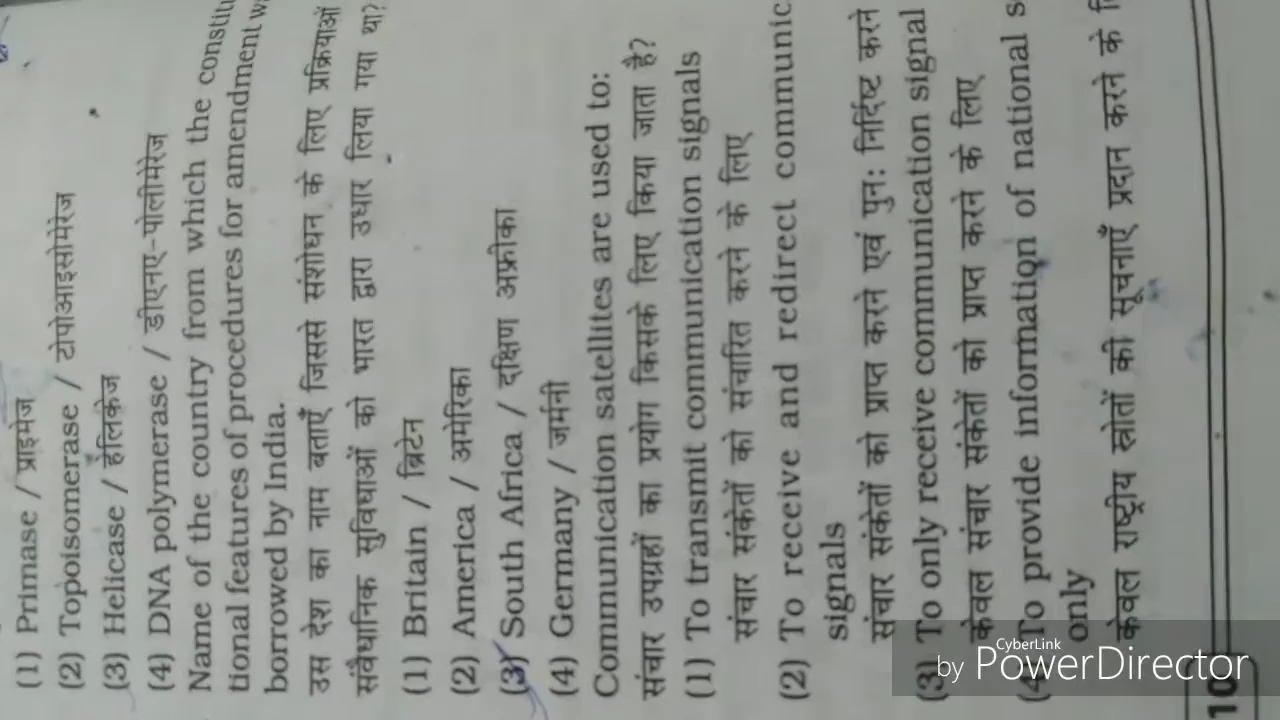 (1) Primase / प्राइमेज
(2) Topoisomerase / टोपोआइसोमेरेज
(3) Helicase / हेलिकेज
(4) DNA polymerase / डीएनए-पोलीमेरेज
Name of the country from which the constitu
tional features of procedures for amendment w
borrowed by India.
उस देश का नाम बताएँ जिससे संशोधन के लिए प्रक्रियाओं
संवैधानिक सुविधाओं को भारत द्वारा उधार लिया गया था?
(1) Britain / ब्रिटेन
(2) America / अमेरिका
(3) South Africa / दक्षिण अफ्रीका
(4) Germany / जर्मनी
Communication satellites are used to:
संचार उपग्रहों का प्रयोग किसके लिए किया जाता है?
(1) To transmit communication signals
संचार संकेतों को संचारित करने के लिए
(2) To receive and redirect communic
signals
संचार संकेतों को प्राप्त करने एवं पुन: निर्दिष्ट करने
(3) To only receive communication signal
केवल संचार संकेतों को प्राप्त करने के लिए
(4 To provide information of national s
only
केवल राष्ट्रीय स्रोतों की सूचनाएँ प्रदान करने के
10
CyberLink
by PowerDirector